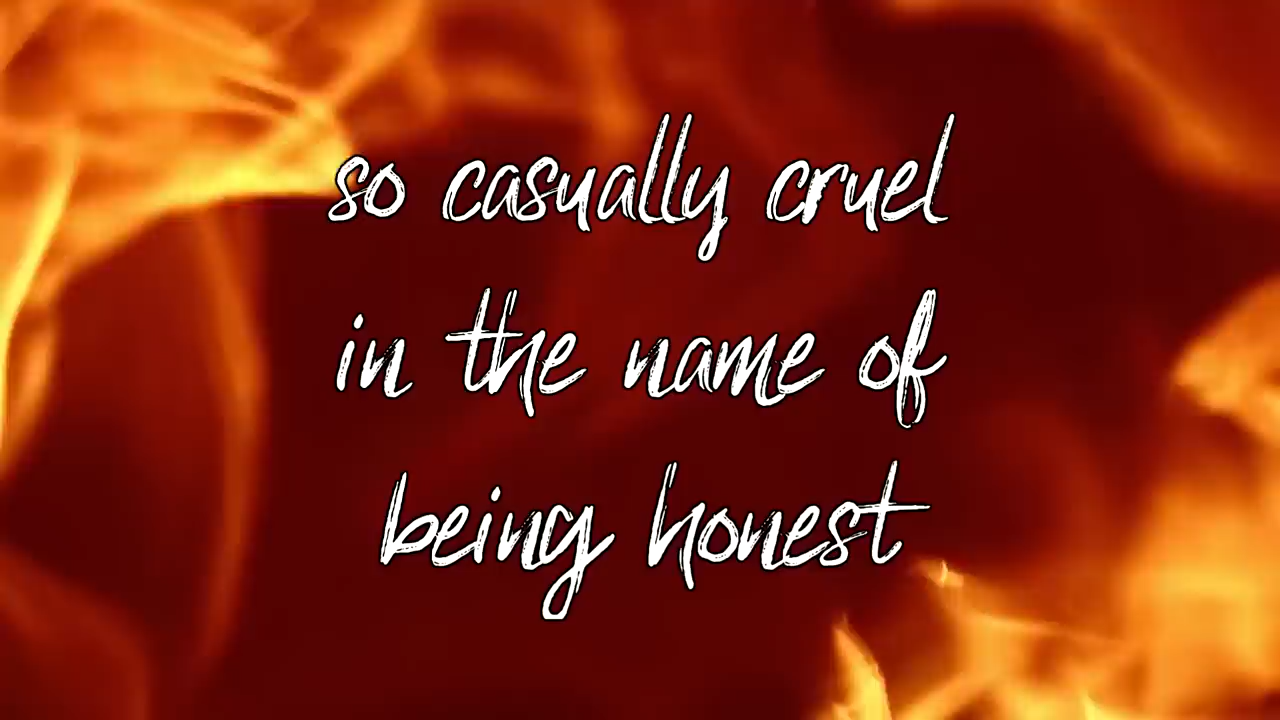 so casually cruel
in the name of
being honest